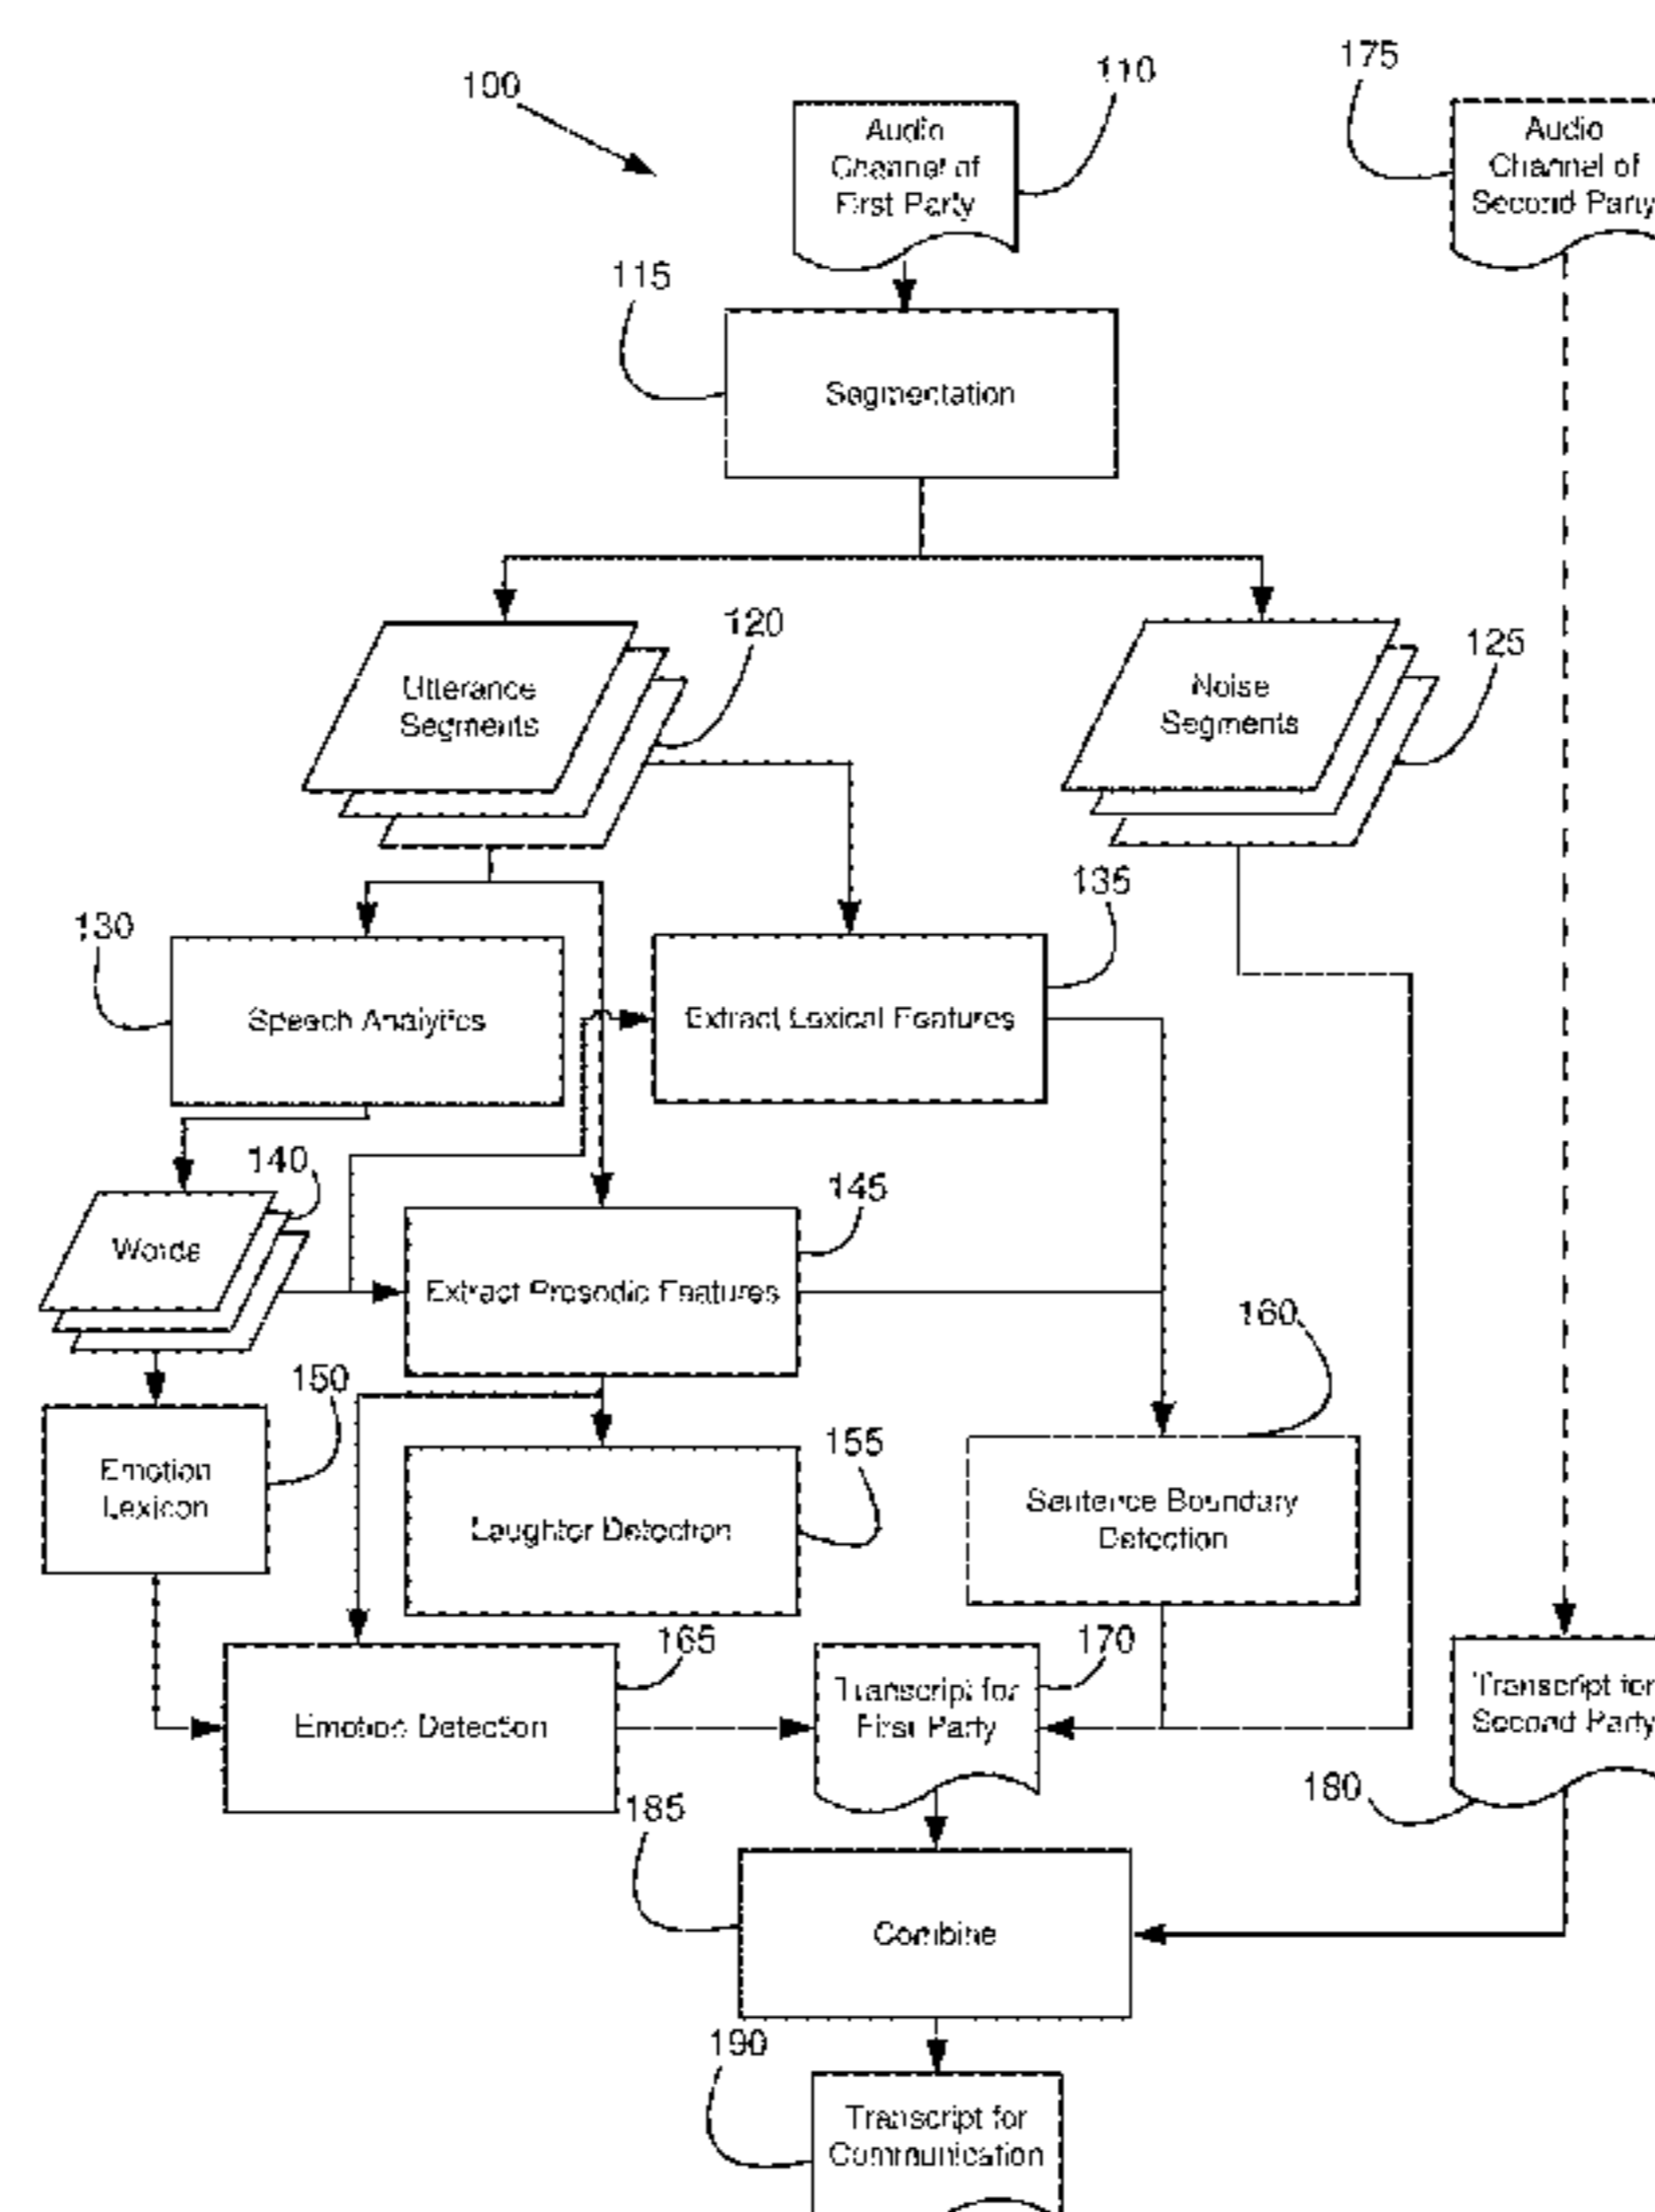 100
110
175
Audio
Channel of
First Party
Audio
Channel of
Second Party
115
Segmentation
120
125
Utterance
Segments
Noise
Segments
130
135
Speech Analytics
Extract Lexical Features
140
145
Words
Extract Prosodic Features
150
160
Emotion
Lexicon
155
Laughter Detection
Sentence Boundary
Detection
165
170
Emotion Detection
Transcript for
First Party
Transcript for
Second Party
180
185
Combine
190
Transcript for
Communication